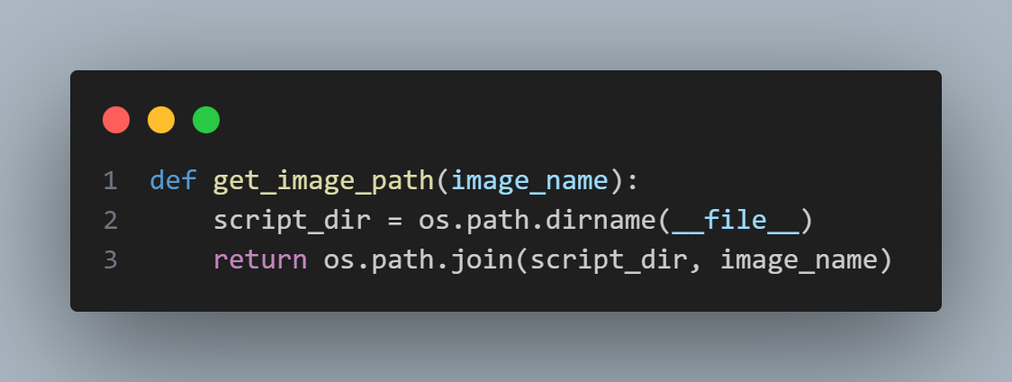 1 def get_image_path(image_name):
2     script_dir = os.path.dirname(__file__)
3     return os.path.join(script_dir, image_name)